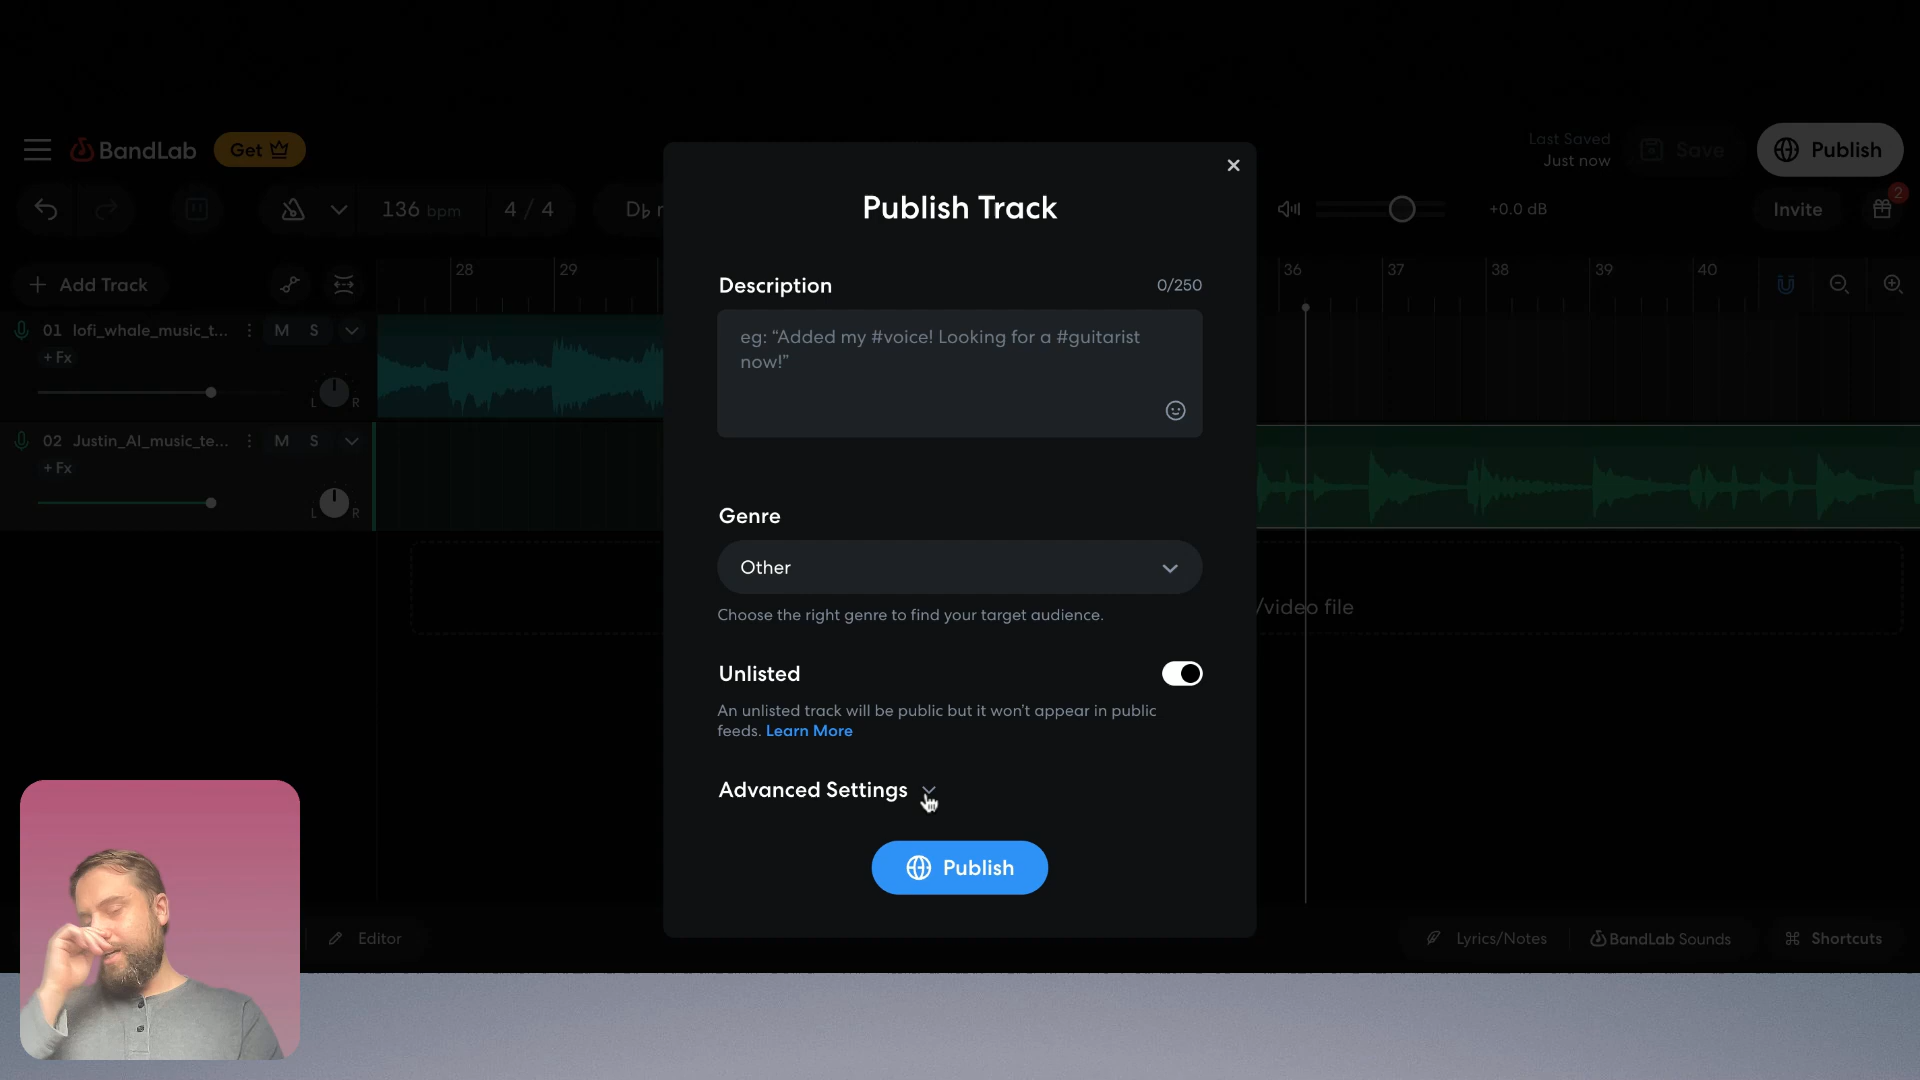 BandLab
Get
Last Saved
Just now
Save
Publish
136 bpm
4 / 4
D♭
+0.0 dB
Invite
2
Add Track
28
29
36
37
38
39
40
01 lofi_whale_music_t...
M S
+ Fx
L R
02 Justin_AI_music_te...
M S
+ Fx
L R
/video file
Publish Track
Description
0/250
eg: “Added my #voice! Looking for a #guitarist
now!”
Genre
Other
Choose the right genre to find your target audience.
Unlisted
An unlisted track will be public but it won't appear in public
feeds. Learn More
Advanced Settings
Publish
Editor
Lyrics/Notes
BandLab Sounds
Shortcuts